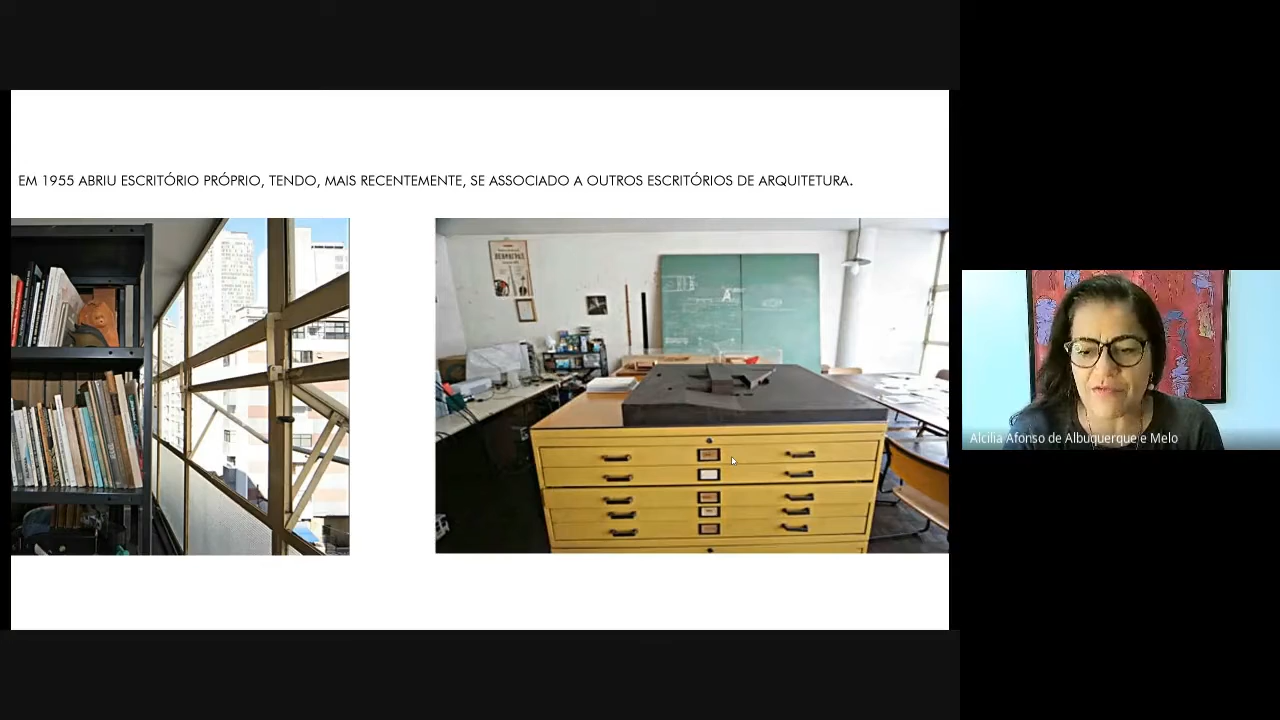 EM 1955 ABRIU ESCRITÓRIO PRÓPRIO, TENDO, MAIS RECENTEMENTE, SE ASSOCIADO A OUTROS ESCRITÓRIOS DE ARQUITETURA.
Alcilia Afonso de Albuquerque e Melo